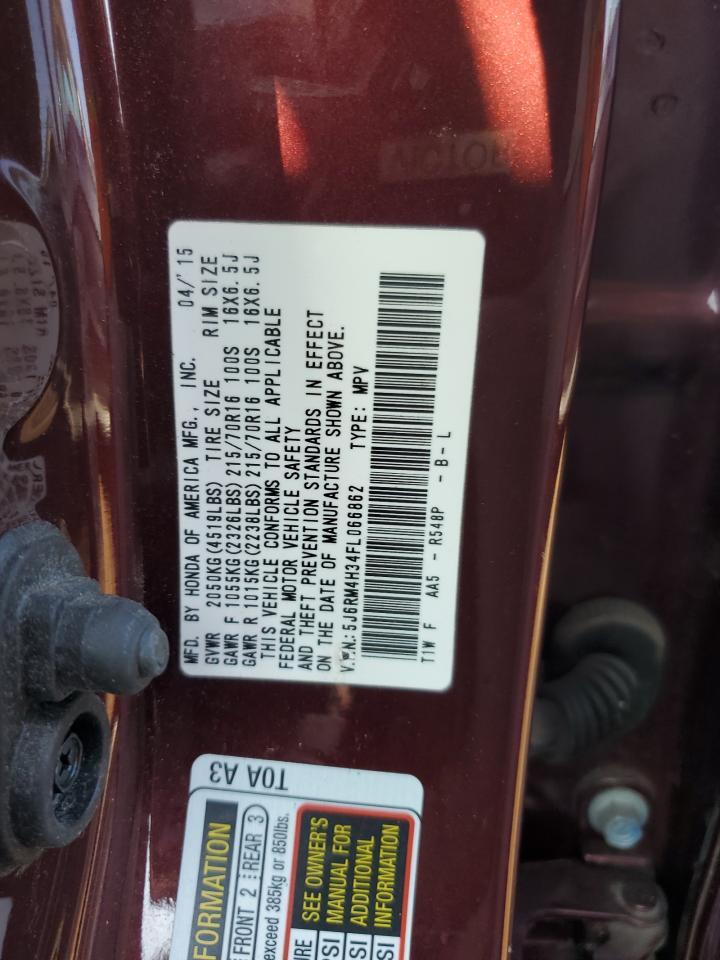 MFD. BY HONDA OF AMERICA MFG., INC. 04/'15
GVWR 2050KG(4519LBS) TIRE SIZE RIM SIZE
GAWR F 1055KG(2326LBS) 215/70R16 100S 16X6.5J
GAWR R 1015KG(2238LBS) 215/70R16 100S 16X6.5J
THIS VEHICLE CONFORMS TO ALL APPLICABLE
FEDERAL MOTOR VEHICLE SAFETY
AND THEFT PREVENTION STANDARDS IN EFFECT
ON THE DATE OF MANUFACTURE SHOWN ABOVE.
V.I.N.: 5J6RM4H34FL066862 TYPE: MPV
T1W F AA5 - R548P - B - L
T0A A3
FORMATION
FRONT 2 REAR 3
exceed 385kg or 850lbs.
SEE OWNER'S
MANUAL FOR
ADDITIONAL
INFORMATION